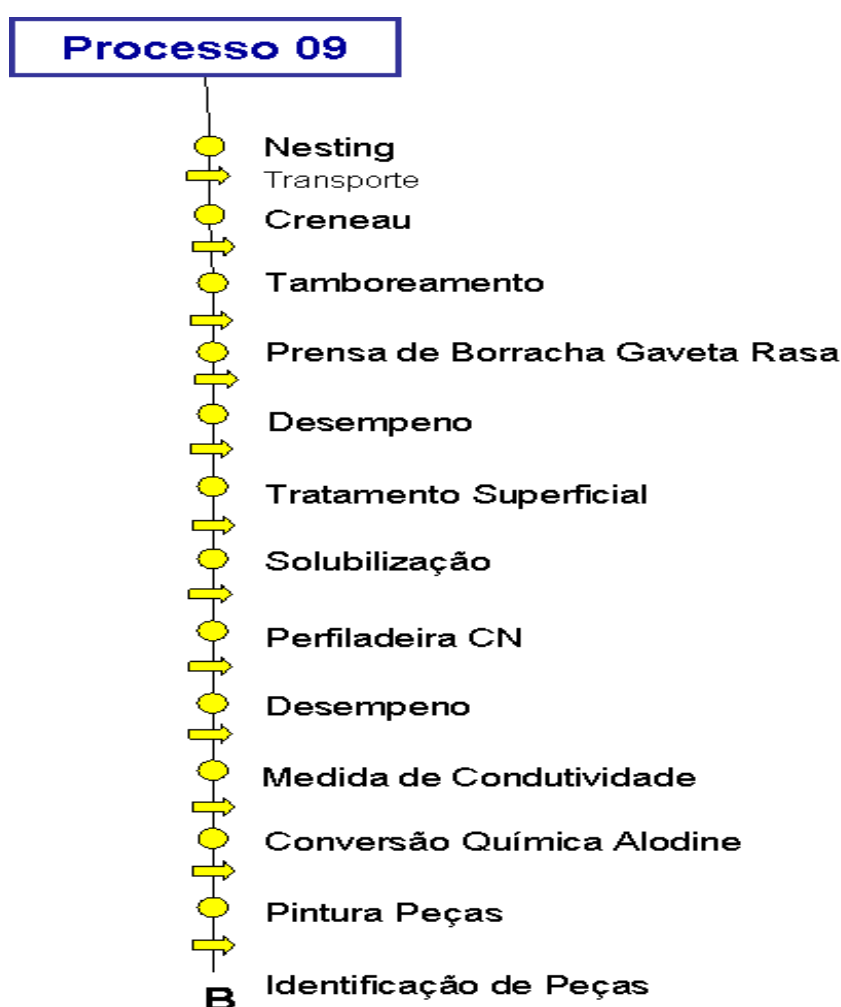 Processo 09
Nesting
Transporte
Creneau
Tamboreamento
Prensa de Borracha Gaveta Rasa
Desempeno
Tratamento Superficial
Solubilização
Perfiladeira CN
Desempeno
Medida de Condutividade
Conversão Química Alodine
Pintura Peças
Identificação de Peças
B